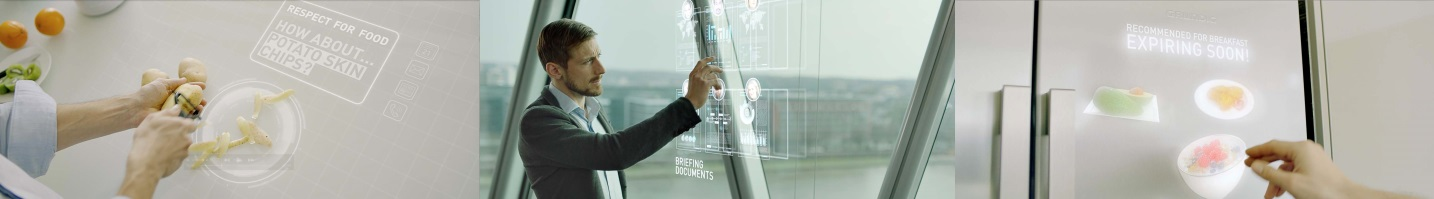 RESPECT FOR FOOD
HOW ABOUT...
POTATO SKIN
CHIPS?
BRIEFING
DOCUMENTS
RECOMMENDED FOR BREAKFAST
EXPIRING SOON!